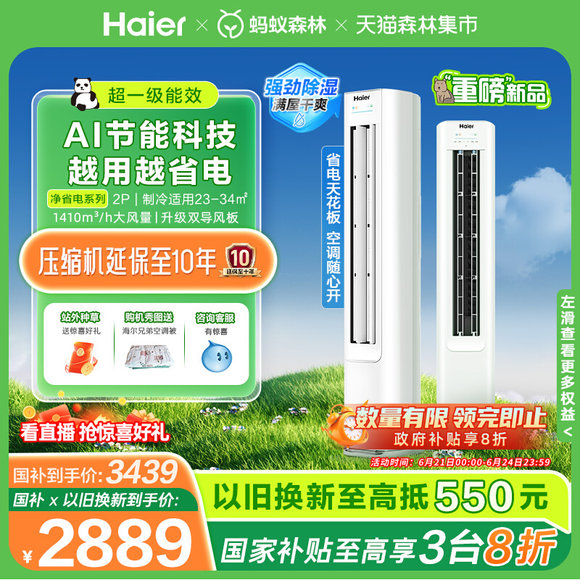 Haier × 蚂蚁森林 × 天猫森林集市
超一级能效
AI节能科技
越用越省电
净省电系列 2P | 制冷适用23-34㎡
1410m³/h大风量 | 升级双导风板
压缩机延保至10年
10
延保至十年
站外种草
送惊喜好礼
购机秀图送
海尔兄弟空调被
咨询客服
有惊喜
看直播 抢惊喜好礼
强劲除湿
满屋干爽
Haier
省电天花板 空调随心开
"重磅"新品
Haier
左滑查看更多权益
数量有限 领完即止
政府补贴享8折
活动时间:6月21日00:00-6月24日23:59
国补到手价:3439
国补 x 以旧换新到手价:
¥2889
以旧换新至高抵550元
国家补贴至高享3台8折